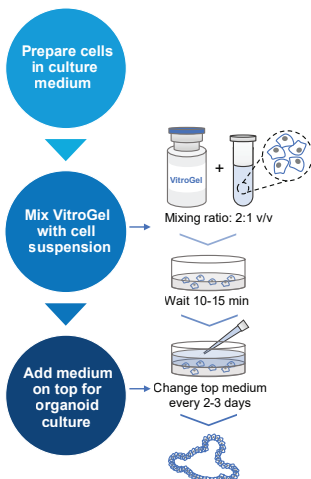 Prepare cells
in culture
medium
VitroGel
+
Mixing ratio: 2:1 v/v
Mix VitroGel
with cell
suspension
Wait 10-15 min
Add medium
on top for
organoid
culture
Change top medium
every 2-3 days